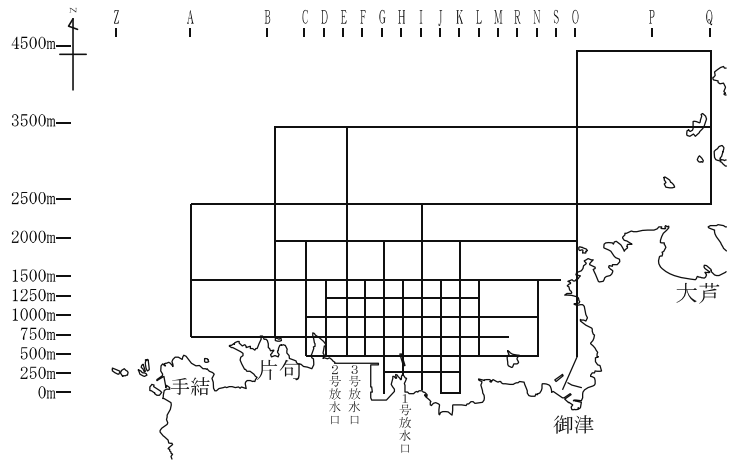 N
Z A B C D E F G H I J K L M R N S O P Q
4500m
3500m
2500m
2000m
1500m
1250m
1000m
750m
500m
250m
0m
大芦
片句
手結
御津
2号放水口
3号放水口
1号放水口